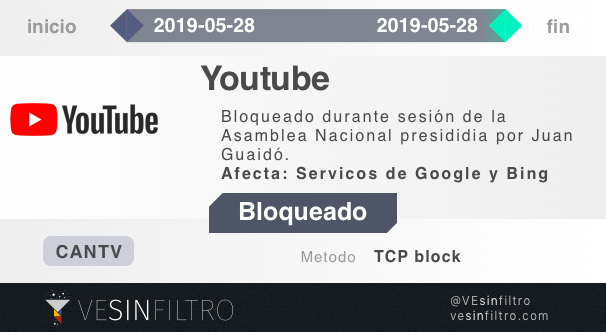 inicio 2019-05-28 2019-05-28 fin
Youtube
YouTube
Bloqueado durante sesión de la
Asamblea Nacional presididia por Juan
Guaidó.
Afecta: Servicos de Google y Bing
Bloqueado
CANTV
Metodo TCP block
VESINFILTRO
@VEsinfiltro
vesinfiltro.com